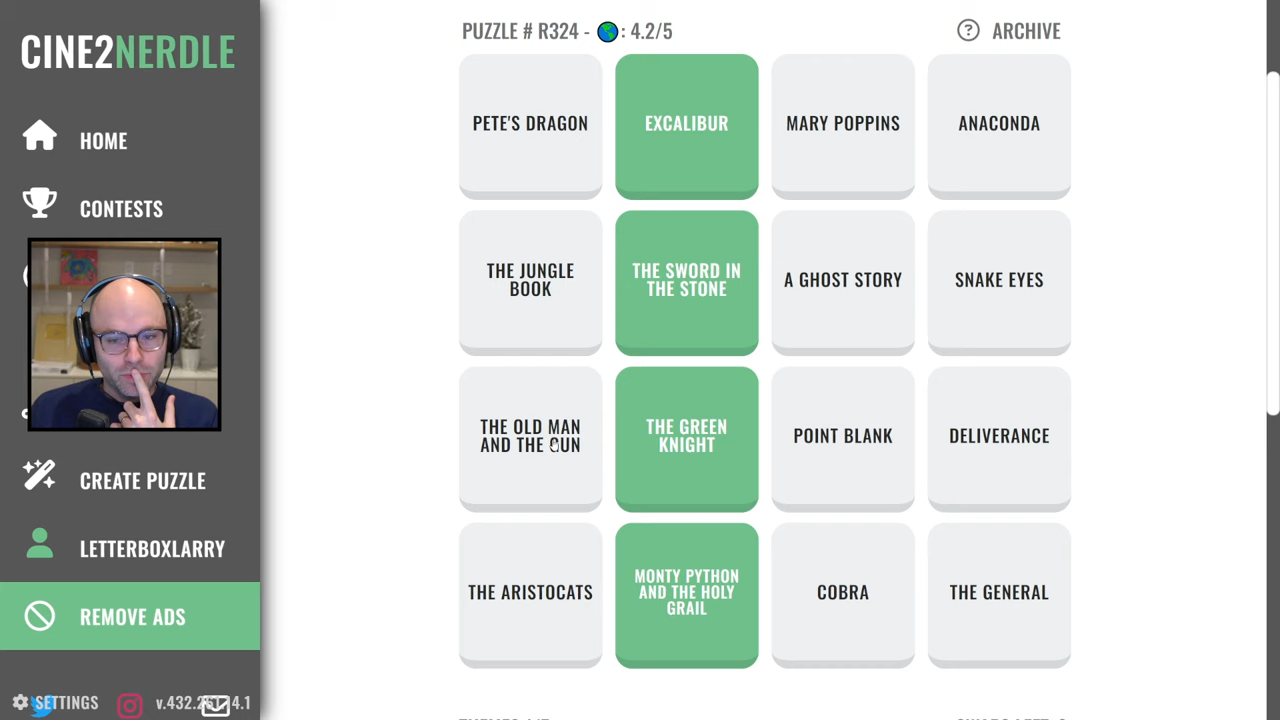 CINE2NERDLE
HOME
CONTESTS
CREATE PUZZLE
LETTERBOXLARRY
REMOVE ADS
SETTINGS
PUZZLE # R324 - : 4.2/5
ARCHIVE
PETE'S DRAGON
EXCALIBUR
MARY POPPINS
ANACONDA
THE JUNGLE
BOOK
THE SWORD IN
THE STONE
A GHOST STORY
SNAKE EYES
THE OLD MAN
AND THE GUN
THE GREEN
KNIGHT
POINT BLANK
DELIVERANCE
THE ARISTOCATS
MONTY PYTHON
AND THE HOLY
GRAIL
COBRA
THE GENERAL